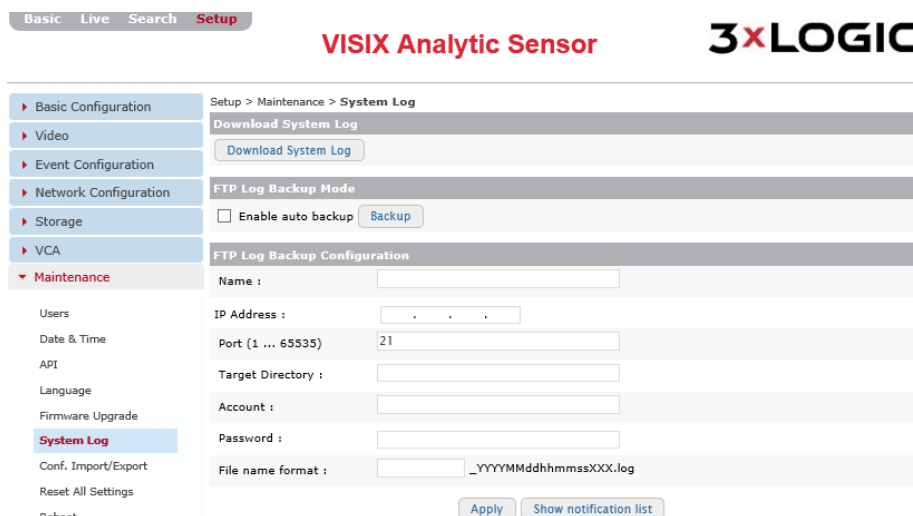 Basic Live Search Setup
VISIX Analytic Sensor
3xLOGIC
Basic Configuration
Video
Event Configuration
Network Configuration
Storage
VCA
Maintenance
Users
Date & Time
API
Language
Firmware Upgrade
System Log
Conf. Import/Export
Reset All Settings
Reboot
Setup > Maintenance > System Log
Download System Log
Download System Log
FTP Log Backup Mode
Enable auto backup Backup
FTP Log Backup Configuration
Name :
IP Address : . . .
Port (1 ... 65535) 21
Target Directory :
Account :
Password :
File name format : _YYYYMMddhhmmssXXX.log
Apply Show notification list